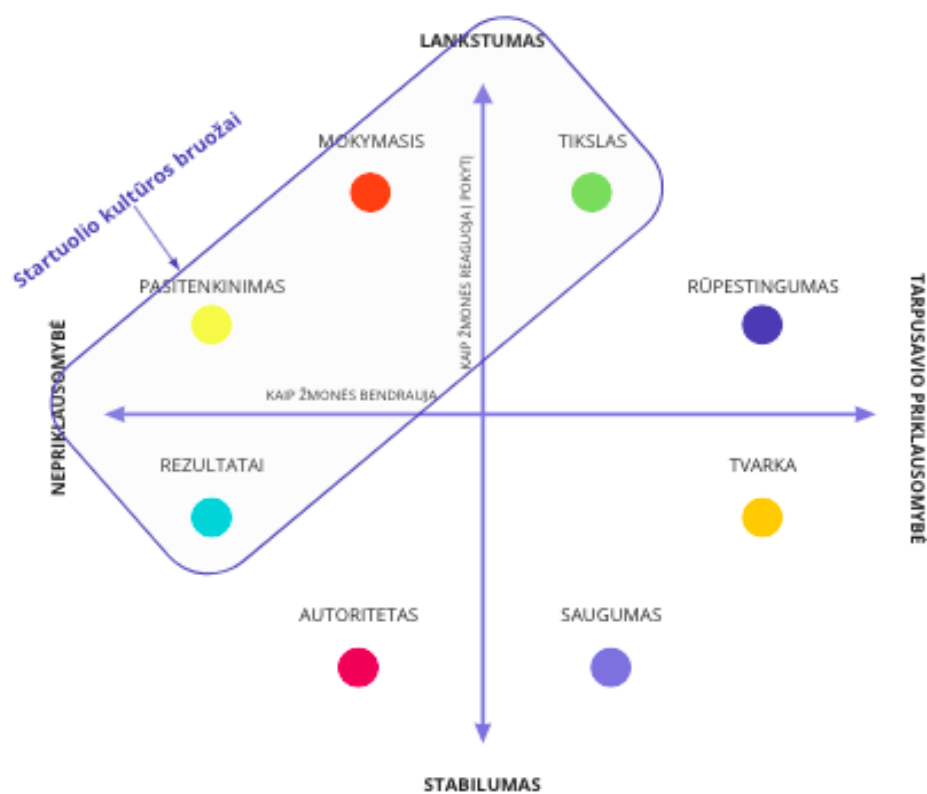 LANKSTUMAS
Startuolio kultūros bruožai
MOKYMASIS
TIKSLAS
KAIP ŽMONĖS REAGUOJA Į POKYTĮ
PASITENKINIMAS
RŪPESTINGUMAS
NEPRIKLAUSOMYBĖ
TARPUSAVIO PRIKLAUSOMYBĖ
KAIP ŽMONĖS BENDRAUJA
REZULTATAI
TVARKA
AUTORITETAS
SAUGUMAS
STABILUMAS